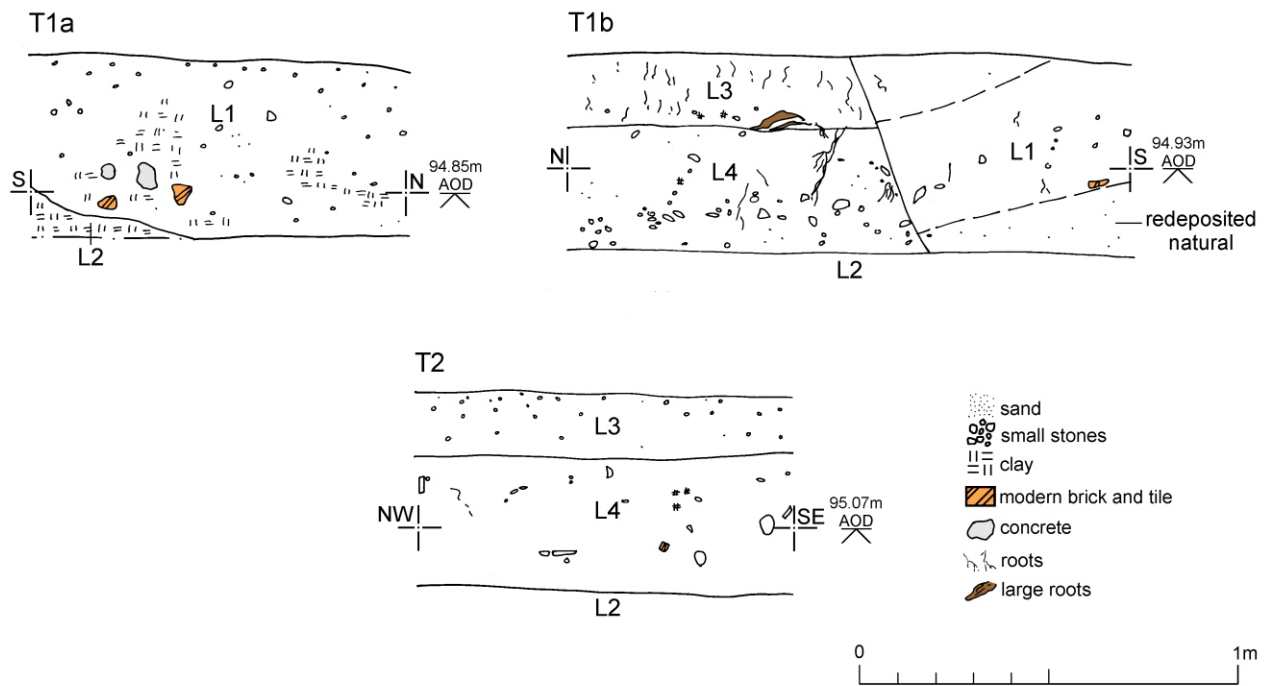 T1a
L1
S
N
94.85m
AOD
L2
T1b
L3
N
L4
L1
94.93m
S
AOD
redeposited
natural
L2
T2
L3
L4
NW
SE
95.07m
AOD
L2
sand
small stones
clay
modern brick and tile
concrete
roots
large roots
0
1m